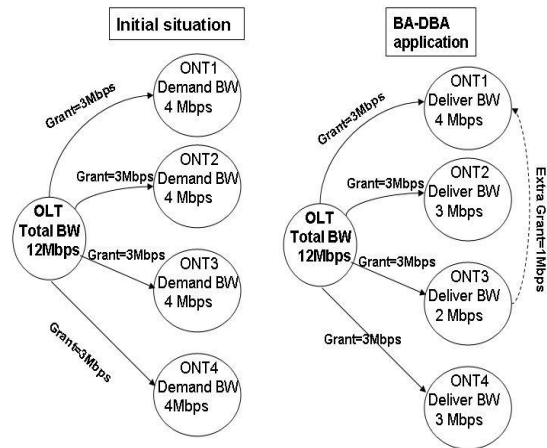 Initial situation
ONT1
Demand BW
4 Mbps
Grant=3Mbps
ONT2
Demand BW
4 Mbps
Grant=3Mbps
OLT
Total BW
12Mbps
Grant=3Mbps
ONT3
Demand BW
4 Mbps
Grant=3Mbps
ONT4
Demand BW
4Mbps
BA-DBA
application
ONT1
Deliver BW
4 Mbps
Grant=3Mbps
ONT2
Deliver BW
3 Mbps
Grant=3Mbps
OLT
Total BW
12Mbps
Grant=3Mbps
ONT3
Deliver BW
2 Mbps
Extra Grant=1Mbps
Grant=3Mbps
ONT4
Deliver BW
3 Mbps